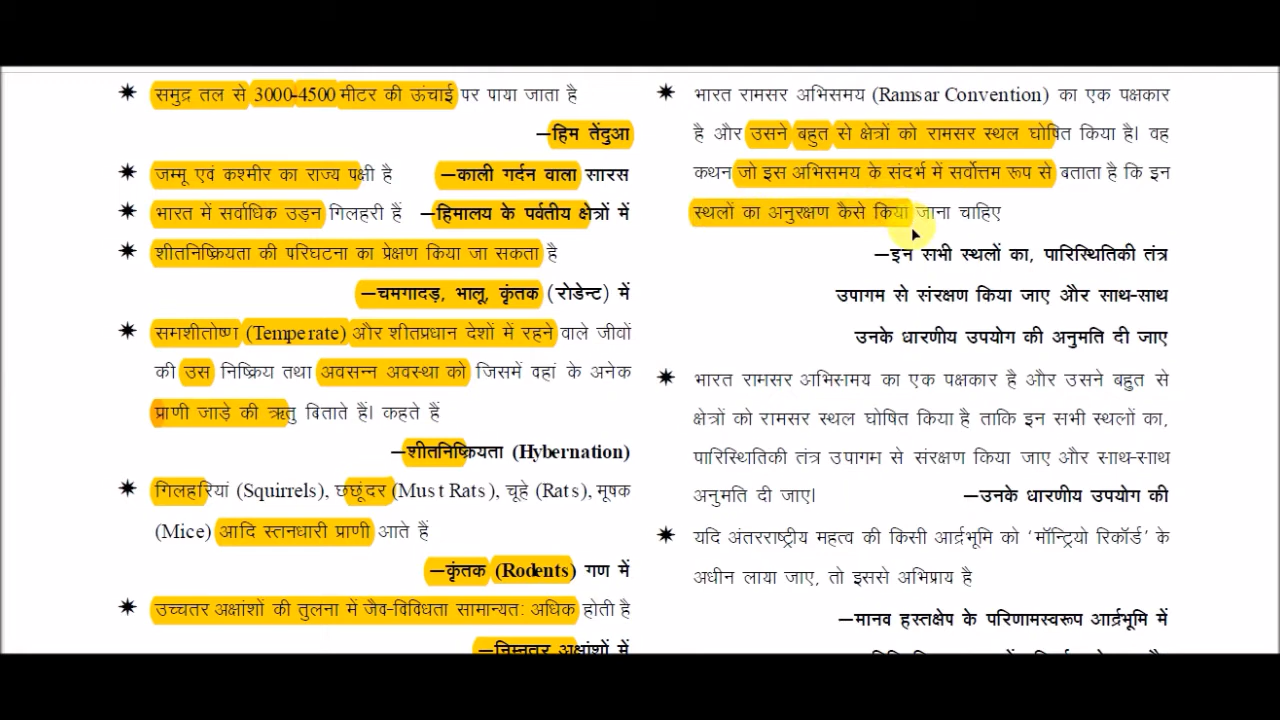 ✷ समुद्र तल से 3000-4500 मीटर की ऊंचाई पर पाया जाता है
–हिम तेंदुआ
✷ जम्मू एवं कश्मीर का राज्य पक्षी है –काली गर्दन वाला सारस
✷ भारत में सर्वाधिक उड़न गिलहरी हैं –हिमालय के पर्वतीय क्षेत्रों में
✷ शीतनिष्क्रियता की परिघटना का प्रेक्षण किया जा सकता है
–चमगादड़, भालू, कृंतक (रोडेन्ट) में
✷ समशीतोष्ण (Temperate) और शीतप्रधान देशों में रहने वाले जीवों
की उस निष्क्रिय तथा अवसन्न अवस्था को जिसमें वहां के अनेक
प्राणी जाड़े की ऋतु बिताते हैं। कहते हैं
–शीतनिष्क्रियता (Hybernation)
✷ गिलहरियां (Squirrels), छछूंदर (Must Rats), चूहे (Rats), मूषक
(Mice) आदि स्तनधारी प्राणी आते हैं
–कृंतक (Rodents) गण में
✷ उच्चतर अक्षांशों की तुलना में जैव-विविधता सामान्यत: अधिक होती है
–निम्नतर अक्षांशों में
✷ भारत रामसर अभिसमय (Ramsar Convention) का एक पक्षकार
है और उसने बहुत से क्षेत्रों को रामसर स्थल घोषित किया है। वह
कथन जो इस अभिसमय के संदर्भ में सर्वोत्तम रूप से बताता है कि इन
स्थलों का अनुरक्षण कैसे किया जाना चाहिए
–इन सभी स्थलों का, पारिस्थितिकी तंत्र
उपागम से संरक्षण किया जाए और साथ-साथ
उनके धारणीय उपयोग की अनुमति दी जाए
✷ भारत रामसर अभिसमय का एक पक्षकार है और उसने बहुत से
क्षेत्रों को रामसर स्थल घोषित किया है ताकि इन सभी स्थलों का,
पारिस्थितिकी तंत्र उपागम से संरक्षण किया जाए और साथ-साथ
अनुमति दी जाए। –उनके धारणीय उपयोग की
✷ यदि अंतरराष्ट्रीय महत्व की किसी आर्द्रभूमि को ‘मॉन्ट्रियो रिकॉर्ड’ के
अधीन लाया जाए, तो इससे अभिप्राय है
–मानव हस्तक्षेप के परिणामस्वरूप आर्द्रभूमि में